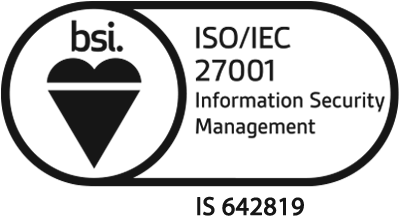 bsi.
ISO/IEC
27001
Information Security
Management
IS 642819